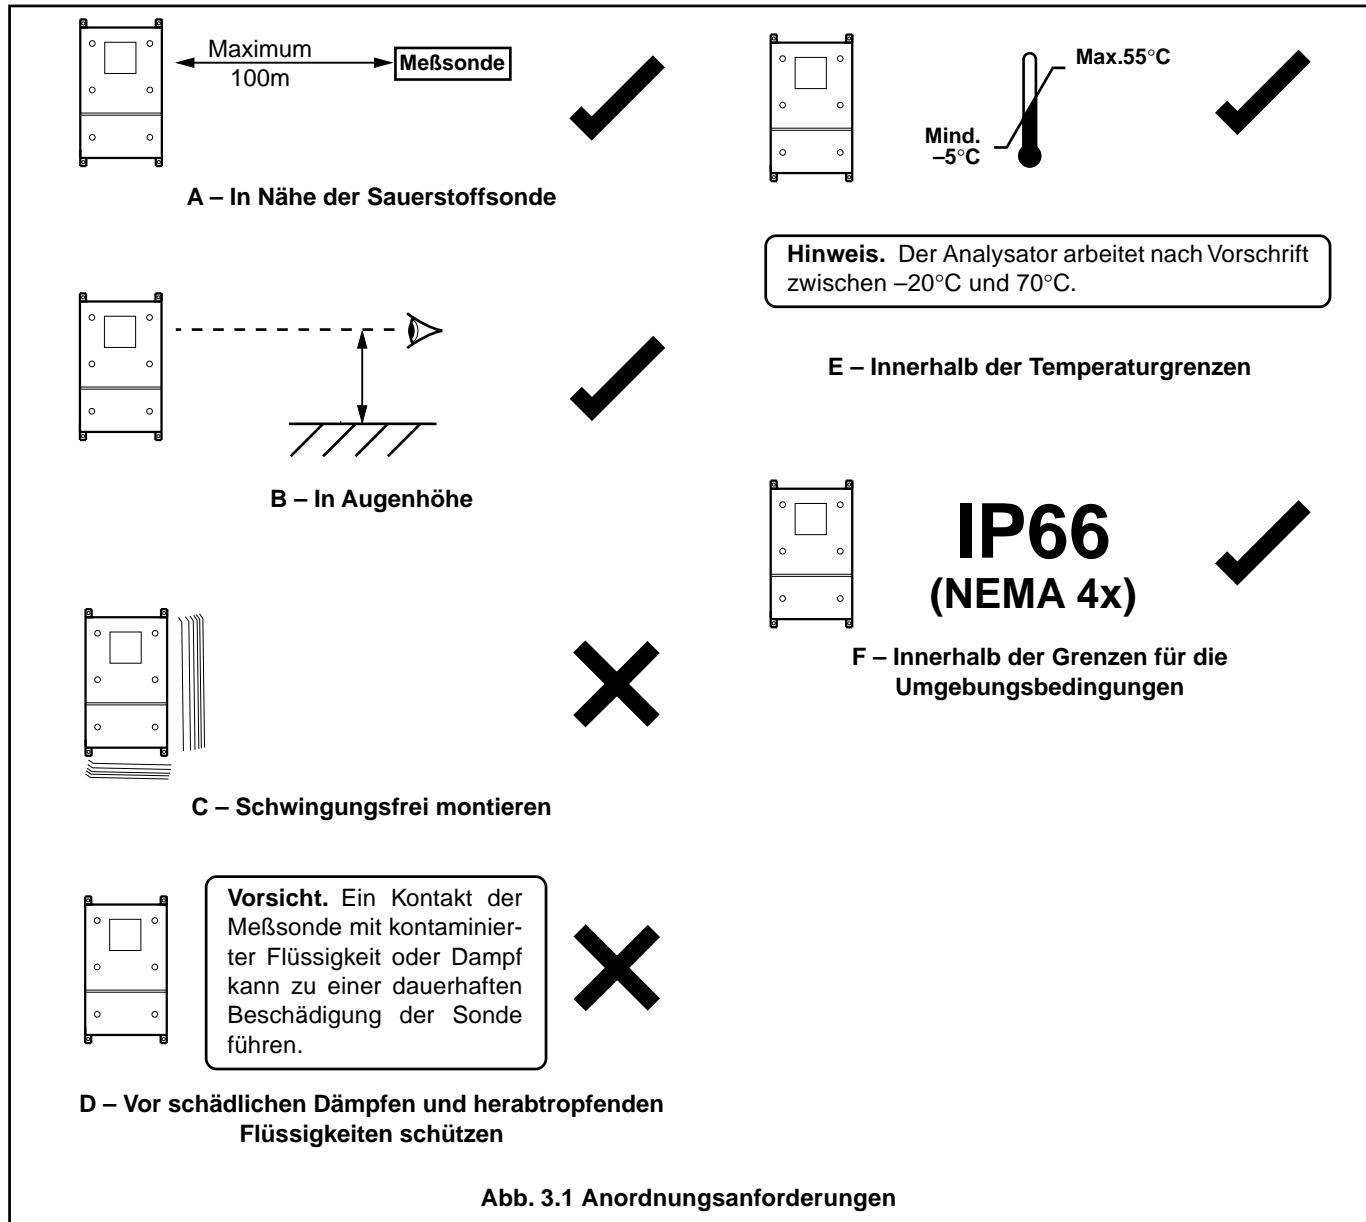 Maximum
100m
Meßsonde
A – In Nähe der Sauerstoffsonde
B – In Augenhöhe
C – Schwingungsfrei montieren
Vorsicht. Ein Kontakt der
Meßsonde mit kontaminier-
ter Flüssigkeit oder Dampf
kann zu einer dauerhaften
Beschädigung der Sonde
führen.
D – Vor schädlichen Dämpfen und herabtropfenden
Flüssigkeiten schützen
Max.55°C
Mind.
–5°C
Hinweis. Der Analysator arbeitet nach Vorschrift
zwischen –20°C und 70°C.
E – Innerhalb der Temperaturgrenzen
IP66
(NEMA 4x)
F – Innerhalb der Grenzen für die
Umgebungsbedingungen
Abb. 3.1 Anordnungsanforderungen